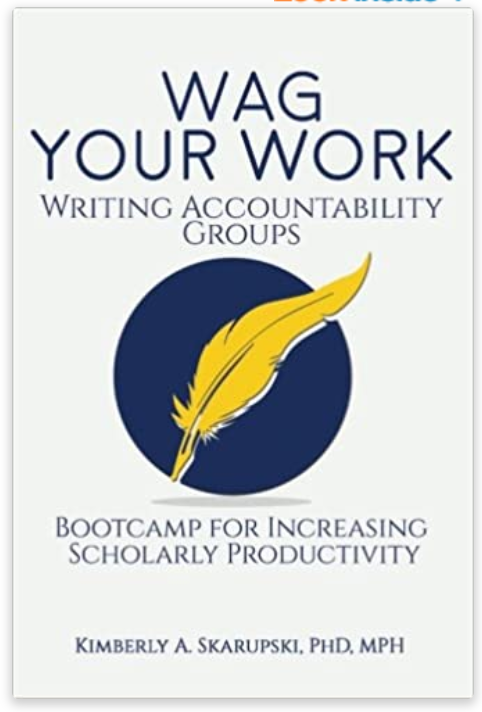 WAG
YOUR WORK
WRITING ACCOUNTABILITY
GROUPS
BOOTCAMP FOR INCREASING
SCHOLARLY PRODUCTIVITY
KIMBERLY A. SKARUPSKI, PHD, MPH